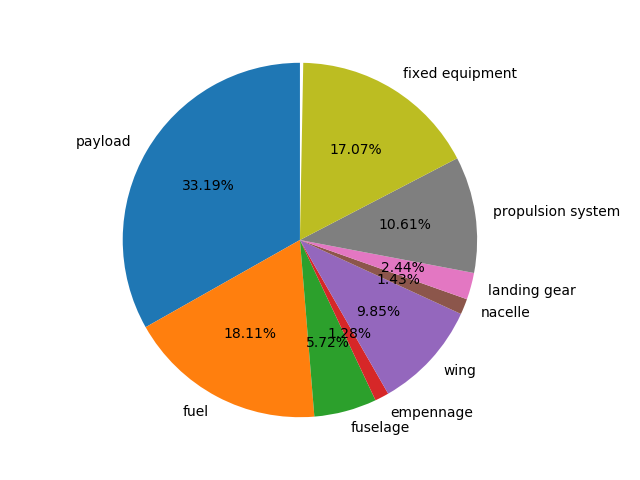 fixed equipment
payload
17.07%
33.19%
propulsion system
10.61%
2.44%
1.43%
landing gear
nacelle
9.85%
18.11%
1.28%
5.72%
wing
fuel
empennage
fuselage